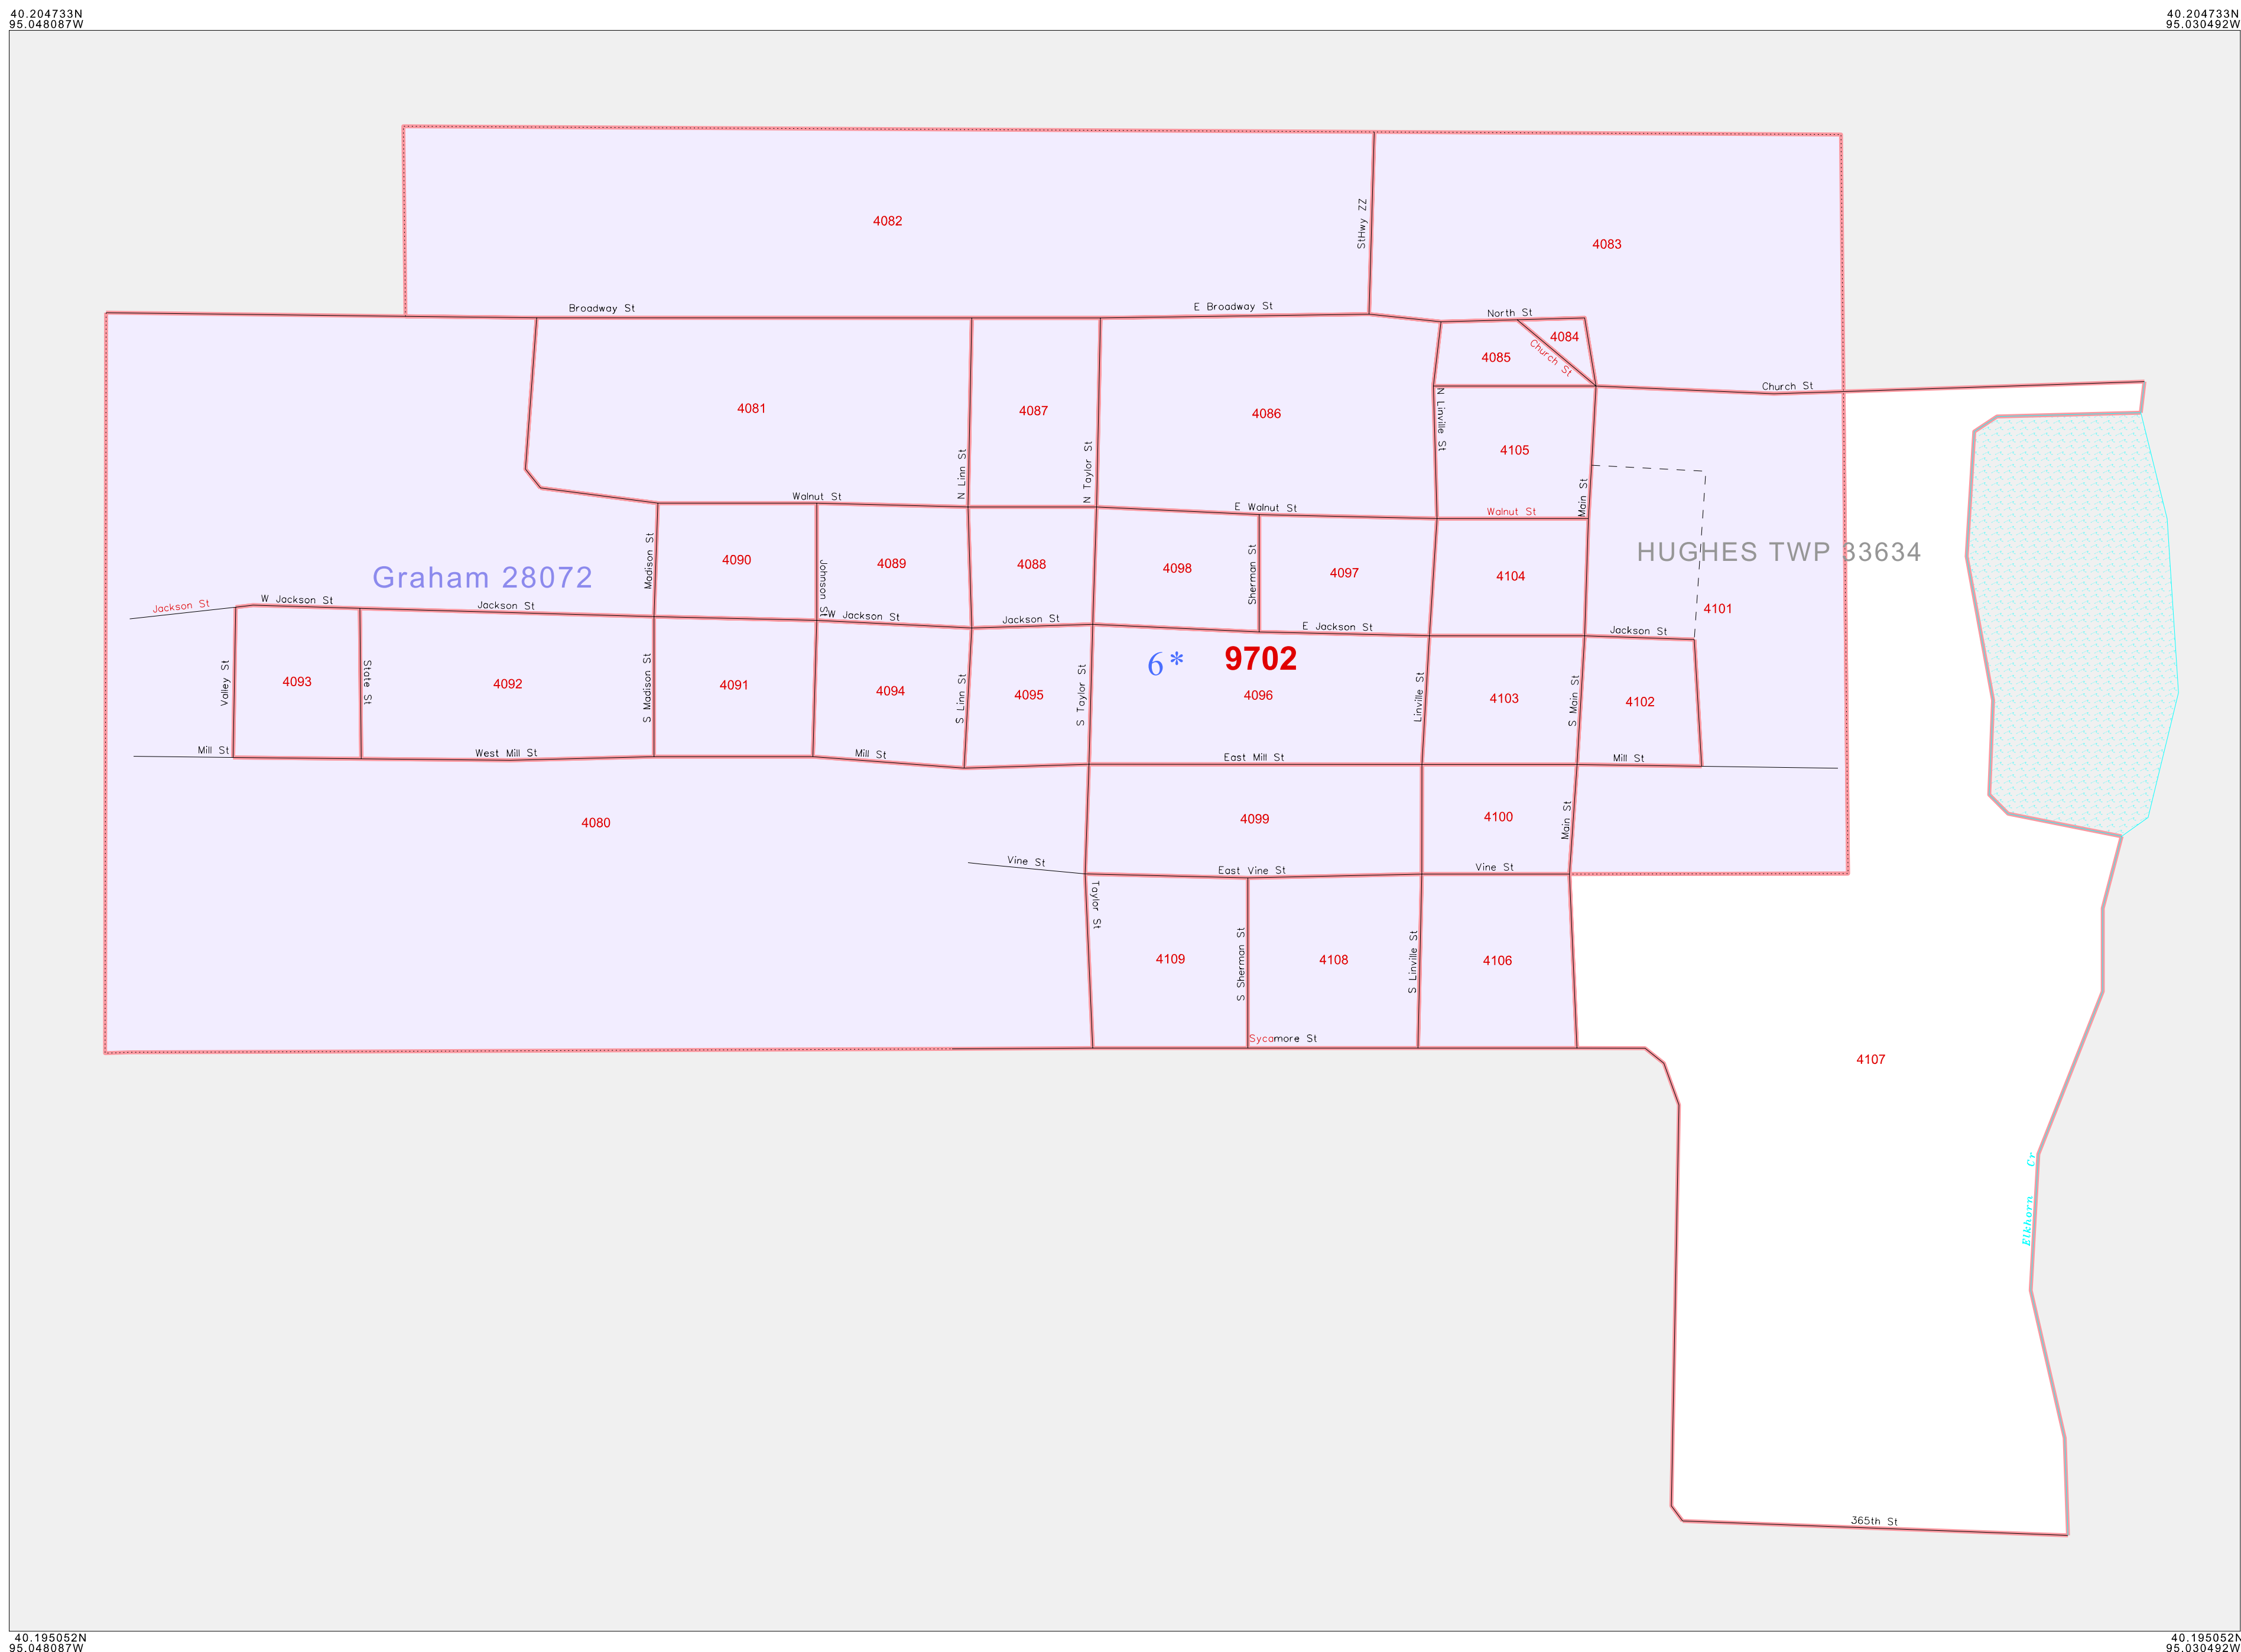 40.204733N
95.048087W
40.204733N
95.030492W
4082
StHwy ZZ
4083
Broadway St
E Broadway St
North St
4084
4085
Church St
Church St
4081
4087
4086
N Linville St
N Linn St
N Taylor St
4105
Main St
Walnut St
E Walnut St
Walnut St
HUGHES TWP 33634
Graham 28072
Madison St
4090
Johnson St
4089
4088
4098
Sherman St
4097
4104
4101
Jackson St
W Jackson St
Jackson St
W Jackson St
Jackson St
E Jackson St
Jackson St
6*
9702
Valley St
4093
State St
4092
S Madison St
4091
4094
S Linn St
4095
S Taylor St
4096
Linville St
4103
S Main St
4102
Mill St
West Mill St
Mill St
East Mill St
Mill St
4080
4099
4100
Main St
Vine St
East Vine St
Vine St
Taylor St
4109
S Sherman St
4108
S Linville St
4106
Sycamore St
4107
Elkhorn Cr
365th St
40.195052N
95.048087W
40.195052N
95.030492W